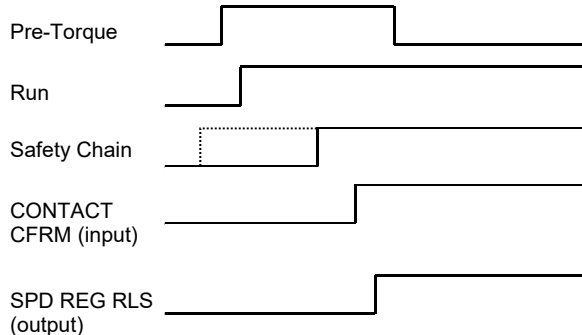 Pre-Torque
Run
Safety Chain
CONTACT
CFRM (input)
SPD REG RLS
(output)